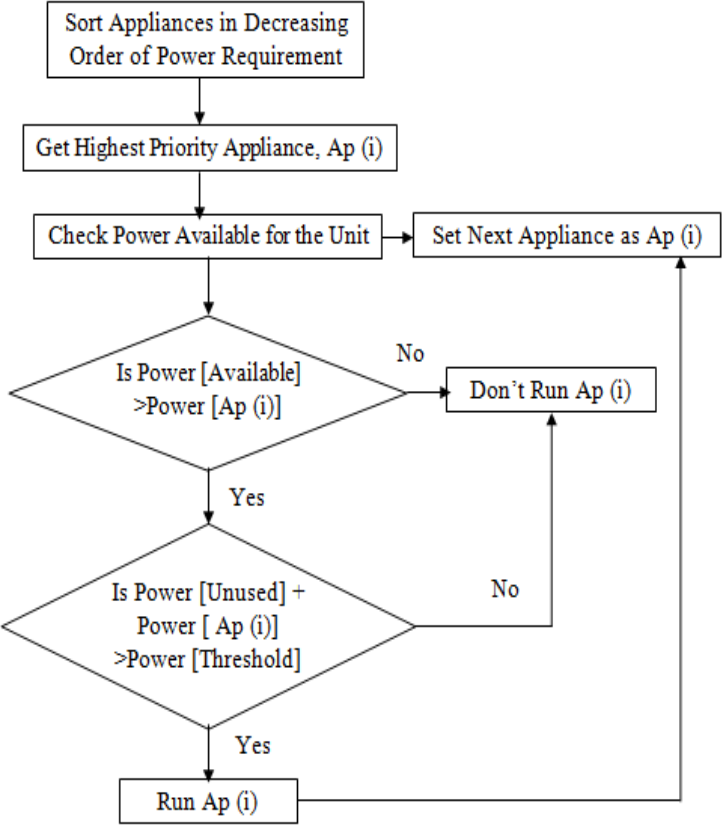 Sort Appliances in Decreasing
Order of Power Requirement
Get Highest Priority Appliance, Ap (i)
Check Power Available for the Unit
Set Next Appliance as Ap (i)
Is Power [Available]
>Power [Ap (i)]
No
Don’t Run Ap (i)
Yes
Is Power [Unused] +
Power [ Ap (i)]
>Power [Threshold]
No
Yes
Run Ap (i)